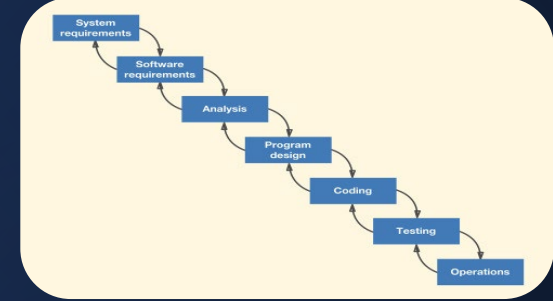 System
requirements
Software
requirements
Analysis
Program
design
Coding
Testing
Operations